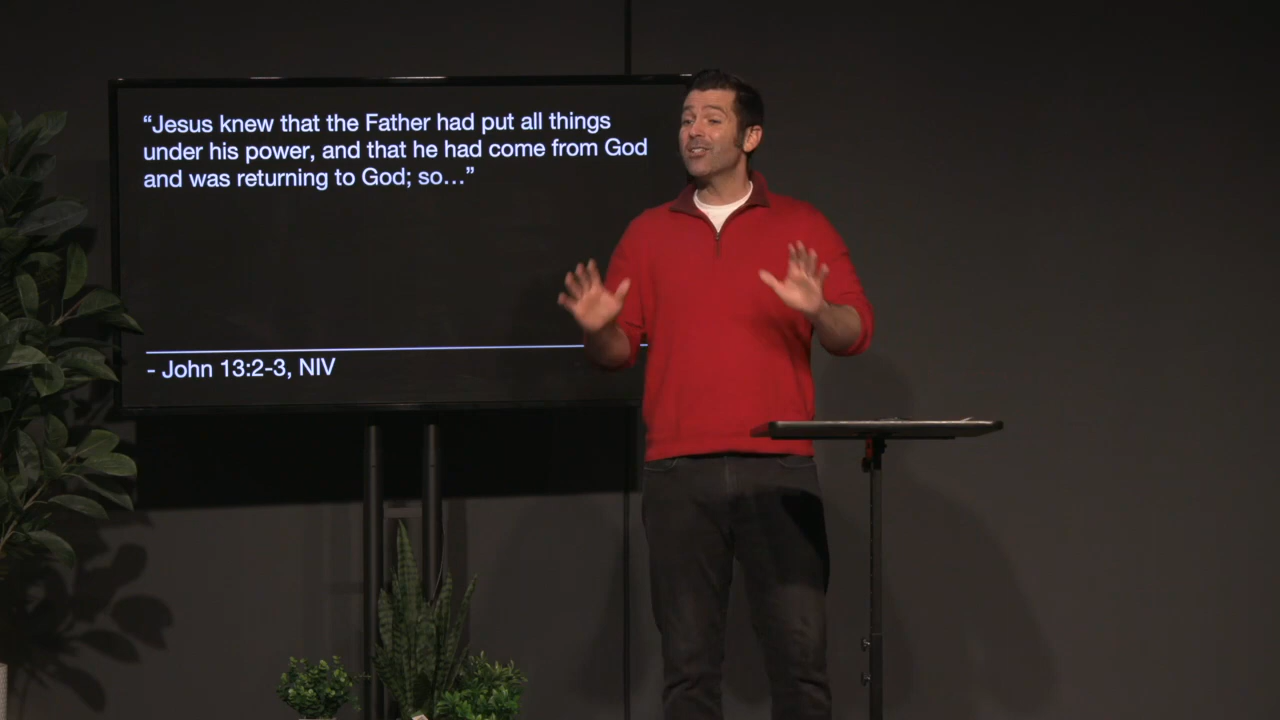 “Jesus knew that the Father had put all things
under his power, and that he had come from God
and was returning to God; so…”
- John 13:2-3, NIV